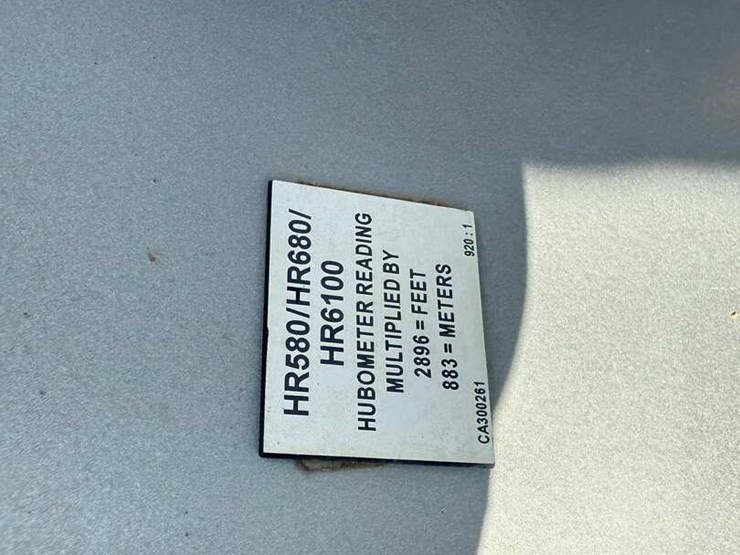 HR580/HR680/
HR6100
HUBOMETER READING
MULTIPLIED BY
2896 = FEET
883 = METERS
CA300261 920 : 1